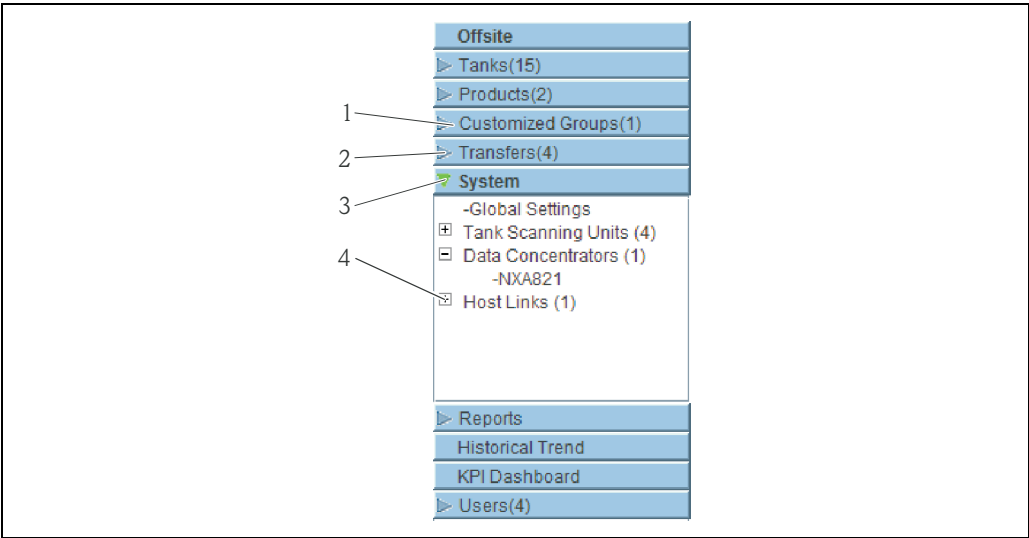 Offsite
Tanks(15)
Products(2)
1
Customized Groups(1)
2
Transfers(4)
3
System
-Global Settings
Tank Scanning Units (4)
4
Data Concentrators (1)
-NXA821
Host Links (1)
Reports
Historical Trend
KPI Dashboard
Users(4)